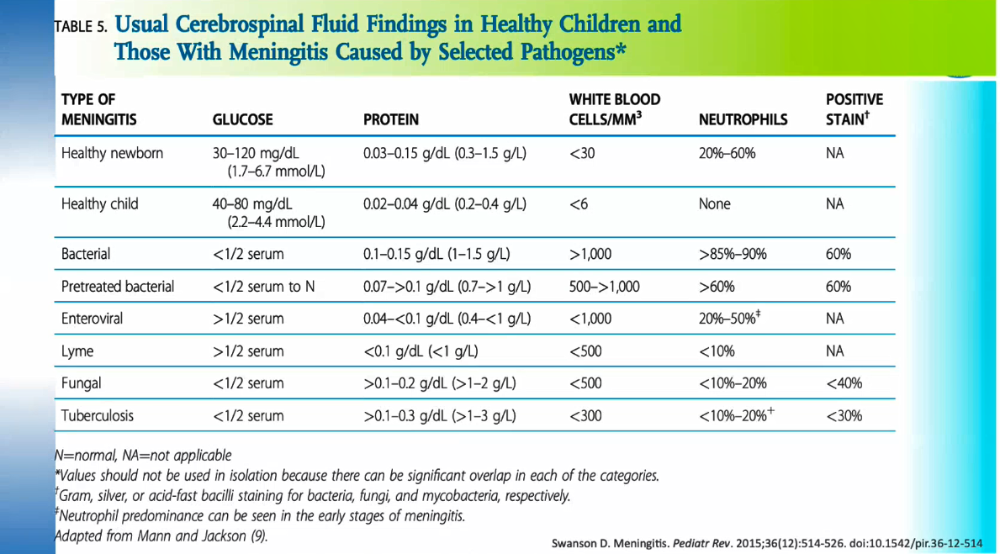 TABLE 5. Usual Cerebrospinal Fluid Findings in Healthy Children and
Those With Meningitis Caused by Selected Pathogens*
TYPE OF MENINGITIS GLUCOSE PROTEIN WHITE BLOOD CELLS/MM³ NEUTROPHILS POSITIVE STAIN†
Healthy newborn 30–120 mg/dL 0.03–0.15 g/dL (0.3–1.5 g/L) <30 20%–60% NA
(1.7–6.7 mmol/L)
Healthy child 40–80 mg/dL 0.02–0.04 g/dL (0.2–0.4 g/L) <6 None NA
(2.2–4.4 mmol/L)
Bacterial <1/2 serum 0.1–0.15 g/dL (1–1.5 g/L) >1,000 >85%–90% 60%
Pretreated bacterial <1/2 serum to N 0.07–>0.1 g/dL (0.7–>1 g/L) 500–>1,000 >60% 60%
Enteroviral >1/2 serum 0.04–<0.1 g/dL (0.4–<1 g/L) <1,000 20%–50%‡ NA
Lyme >1/2 serum <0.1 g/dL (<1 g/L) <500 <10% NA
Fungal <1/2 serum >0.1–0.2 g/dL (>1–2 g/L) <500 <10%–20% <40%
Tuberculosis <1/2 serum >0.1–0.3 g/dL (>1–3 g/L) <300 <10%–20%+ <30%
N=normal, NA=not applicable
*Values should not be used in isolation because there can be significant overlap in each of the categories.
†Gram, silver, or acid-fast bacilli staining for bacteria, fungi, and mycobacteria, respectively.
‡Neutrophil predominance can be seen in the early stages of meningitis.
Adapted from Mann and Jackson (9).
Swanson D. Meningitis. Pediatr Rev. 2015;36(12):514-526. doi:10.1542/pir.36-12-514